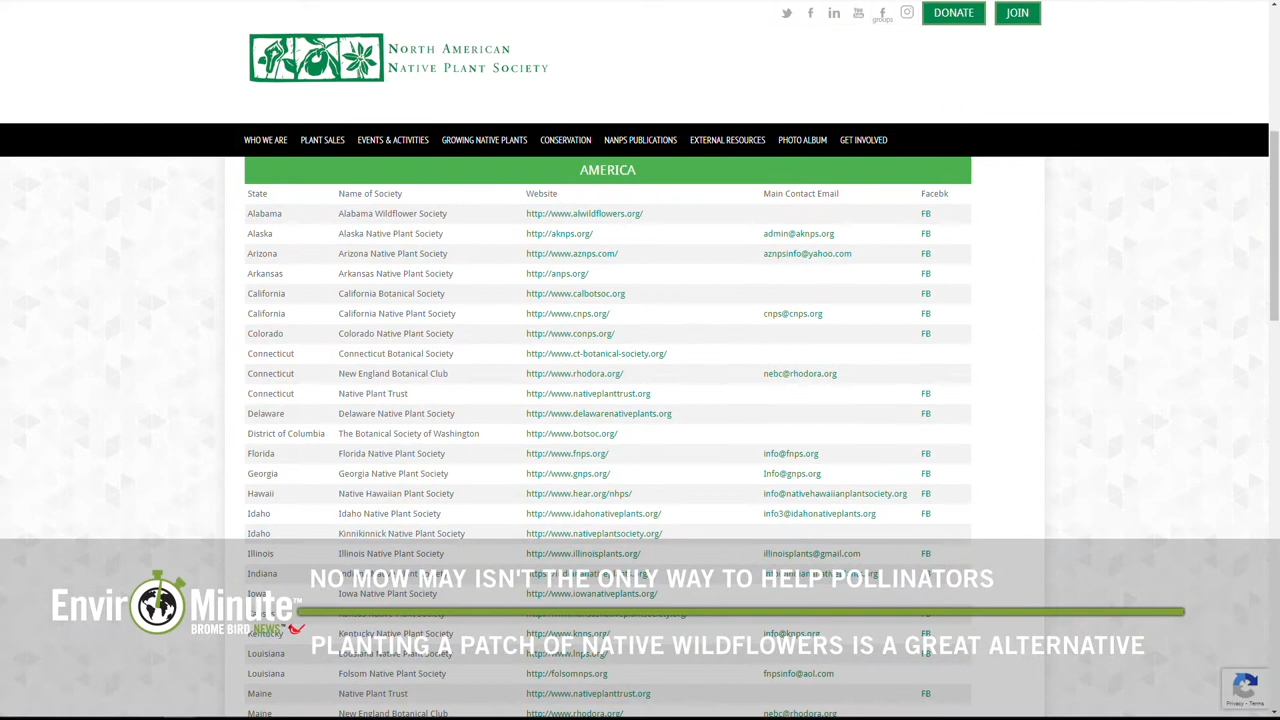 groups
DONATE
JOIN
NORTH AMERICAN
NATIVE PLANT SOCIETY
WHO WE ARE PLANT SALES EVENTS & ACTIVITIES GROWING NATIVE PLANTS CONSERVATION NANPS PUBLICATIONS EXTERNAL RESOURCES PHOTO ALBUM GET INVOLVED
AMERICA
State Name of Society Website Main Contact Email Facebk
Alabama Alabama Wildflower Society http://www.alwildflowers.org/ FB
Alaska Alaska Native Plant Society http://aknps.org/ admin@aknps.org FB
Arizona Arizona Native Plant Society http://www.aznps.com/ aznpsinfo@yahoo.com FB
Arkansas Arkansas Native Plant Society http://anps.org/ FB
California California Botanical Society http://www.calbotsoc.org FB
California California Native Plant Society http://www.cnps.org/ cnps@cnps.org FB
Colorado Colorado Native Plant Society http://www.conps.org/ FB
Connecticut Connecticut Botanical Society http://www.ct-botanical-society.org/
Connecticut New England Botanical Club http://www.rhodora.org/ nebc@rhodora.org
Connecticut Native Plant Trust http://www.nativeplanttrust.org FB
Delaware Delaware Native Plant Society http://www.delawarenativeplants.org FB
District of Columbia The Botanical Society of Washington http://www.botsoc.org/
Florida Florida Native Plant Society http://www.fnps.org/ info@fnps.org FB
Georgia Georgia Native Plant Society http://www.gnps.org/ Info@gnps.org FB
Hawaii Native Hawaiian Plant Society http://www.hear.org/nhps/ info@nativehawaiianplantsociety.org FB
Idaho Idaho Native Plant Society http://www.idahonativeplants.org/ info3@idahonativeplants.org FB
Idaho Kinnikinnick Native Plant Society http://www.nativeplantsociety.org/
Illinois Illinois Native Plant Society http://www.illinoisplants.org/ illinoisplants@gmail.com FB
Indiana FB
NO MOW MAY ISN'T THE ONLY WAY TO HELP POLLINATORS
Iowa Iowa Native Plant Society http://www.iowanativeplants.org/
EnviroMinute™
BROME BIRD NEWS™
Kentucky Kentucky Native Plant Society http://www.knps.org/ info@knps.org FB
PLANTING A PATCH OF NATIVE WILDFLOWERS IS A GREAT ALTERNATIVE
Louisiana Louisiana Native Plant Society http://www.lnps.org/ FB
Louisiana Folsom Native Plant Society http://folsomnps.org fnpsinfo@aol.com
Maine Native Plant Trust http://www.nativeplanttrust.org FB
Maine New England Botanical Club http://www.rhodora.org/ nebc@rhodora.org
Privacy - Terms